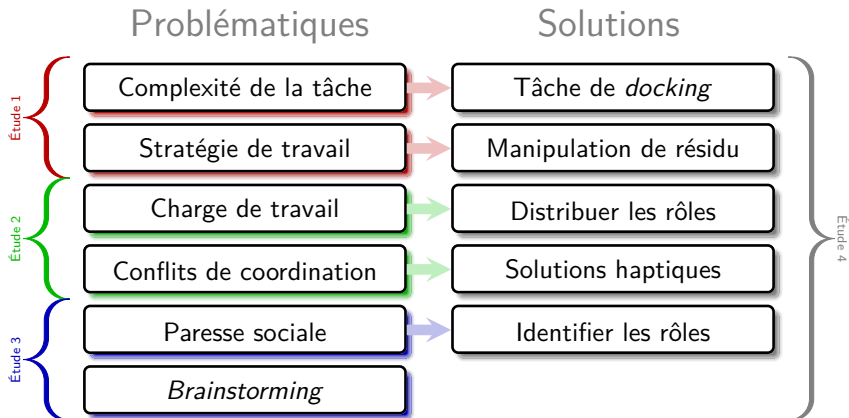 Problématiques
Solutions
Étude 1
Complexité de la tâche
Tâche de docking
Stratégie de travail
Manipulation de résidu
Étude 2
Charge de travail
Distribuer les rôles
Conflits de coordination
Solutions haptiques
Étude 3
Paresse sociale
Identifier les rôles
Brainstorming
Étude 4